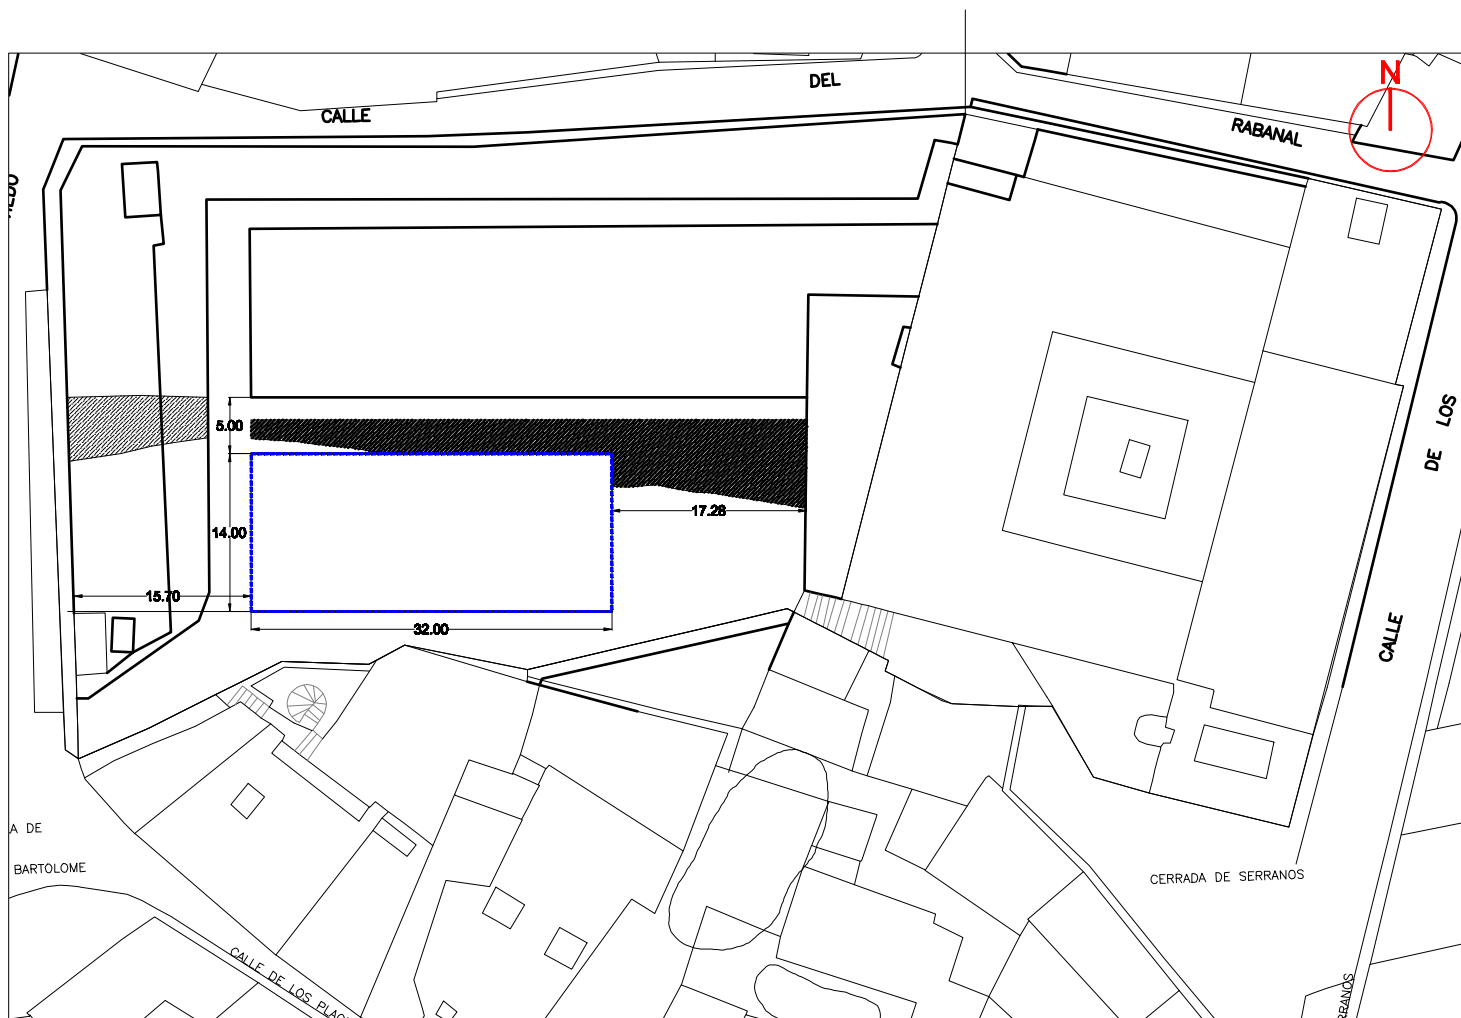 N
DEL
CALLE
RABANAL
5.00
DE LOS
17.28
14.00
15.70
32.00
CALLE
A DE
BARTOLOME
CERRADA DE SERRANOS
CALLE DE LOS